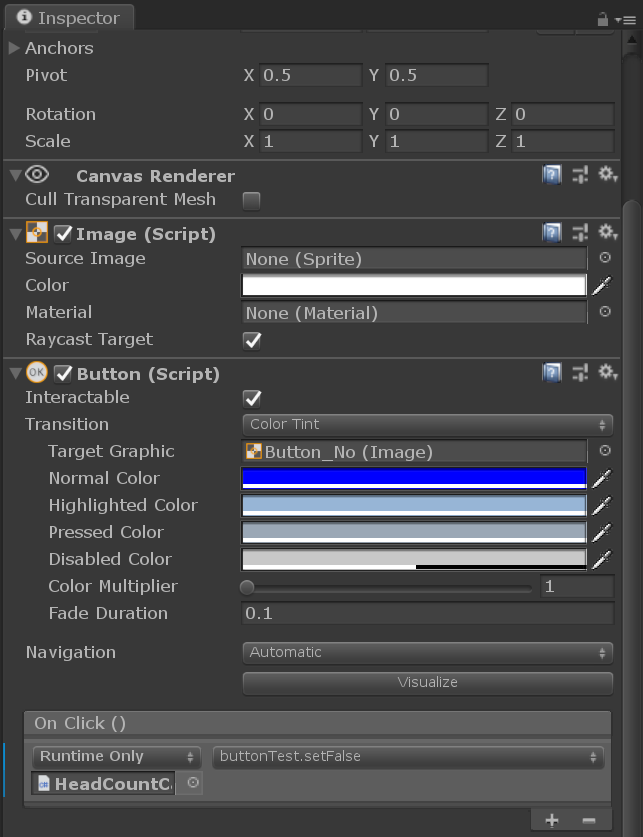 Inspector
Anchors
Pivot X 0.5 Y 0.5
Rotation X 0 Y 0 Z 0
Scale X 1 Y 1 Z 1
Canvas Renderer
Cull Transparent Mesh
Image (Script)
Source Image None (Sprite)
Color
Material None (Material)
Raycast Target
OK Button (Script)
Interactable
Transition Color Tint
Target Graphic Button_No (Image)
Normal Color
Highlighted Color
Pressed Color
Disabled Color
Color Multiplier 1
Fade Duration 0.1
Navigation Automatic
Visualize
On Click ()
Runtime Only buttonTest.setFalse
HeadCountC